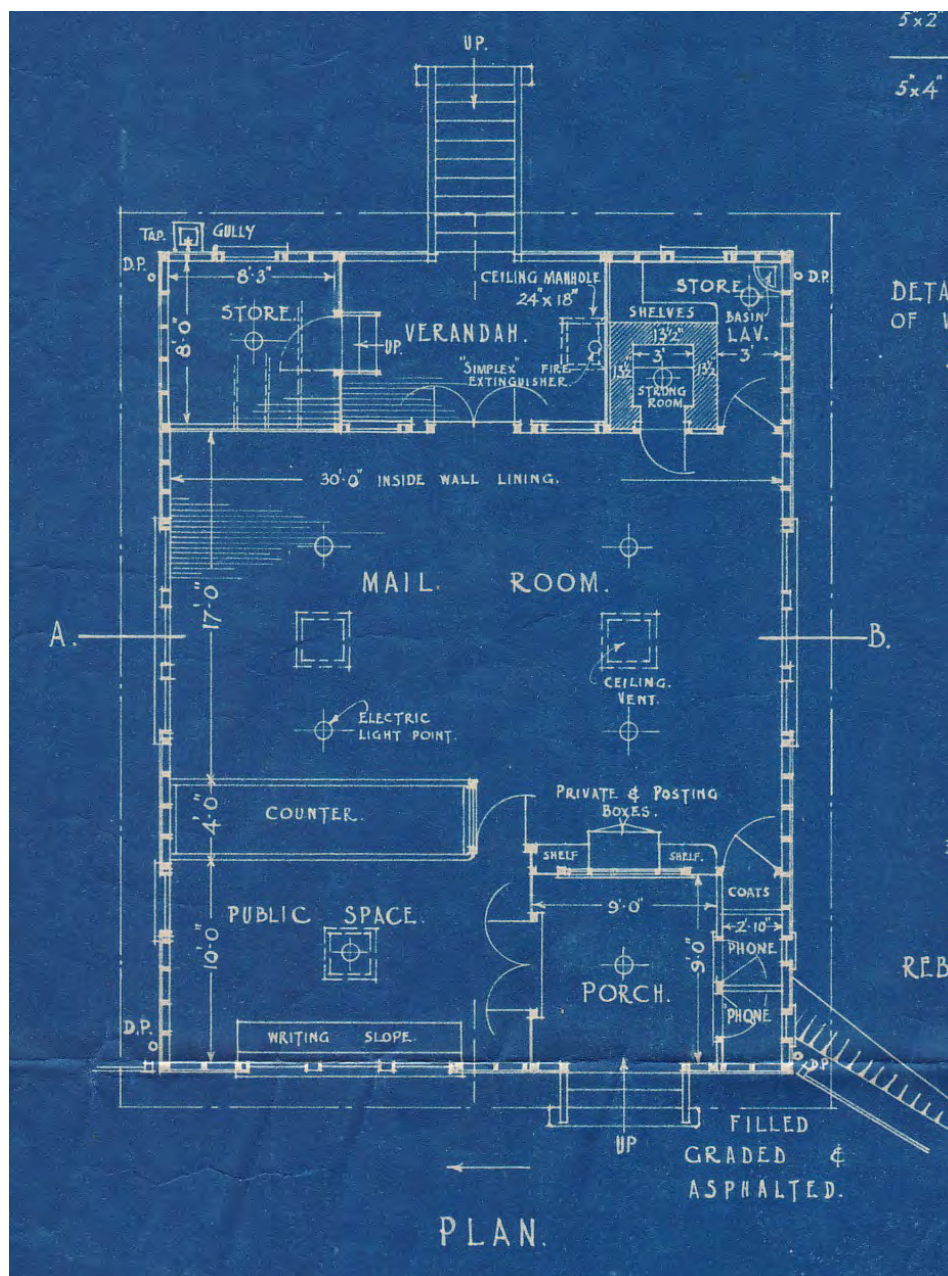 5"x2"
UP.
5"x4"
TAP.
GULLY
D.P.
8'·3"
STORE.
8'·0"
UP.
VERANDAH.
CEILING MANHOLE
24"x 18"
"SIMPLEX" FIRE
EXTINGUISHER.
STORE
SHELVES
BASIN
LAV.
D.P.
13½"
3'
13½"
13½
3'
STRONG
ROOM.
DETA
OF
30'·0" INSIDE WALL LINING.
17'·0"
MAIL. ROOM.
A.
B.
CEILING.
VENT.
ELECTRIC
LIGHT POINT.
COUNTER.
4'·0"
PRIVATE & POSTING
BOXES.
SHELF
SHELF.
COATS
PUBLIC SPACE.
10'·0"
9'·0"
9'·0"
2'·10"
PHONE
PORCH.
PHONE
REB
D.P.
WRITING SLOPE.
D.P.
UP
FILLED
GRADED &
ASPHALTED.
PLAN.